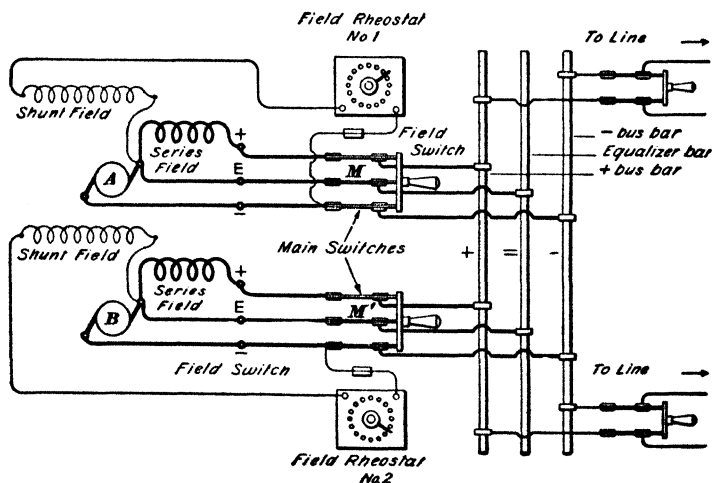 Field Rheostat
No 1
To Line
Shunt Field
+
Series
Field
Field
Switch
A
E
M
–
– bus bar
Equalizer bar
+ bus bar
Shunt Field
Main Switches
+ = -
+
Series
Field
B
E
M'
–
Field Switch
To Line
Field Rheostat
No. 2